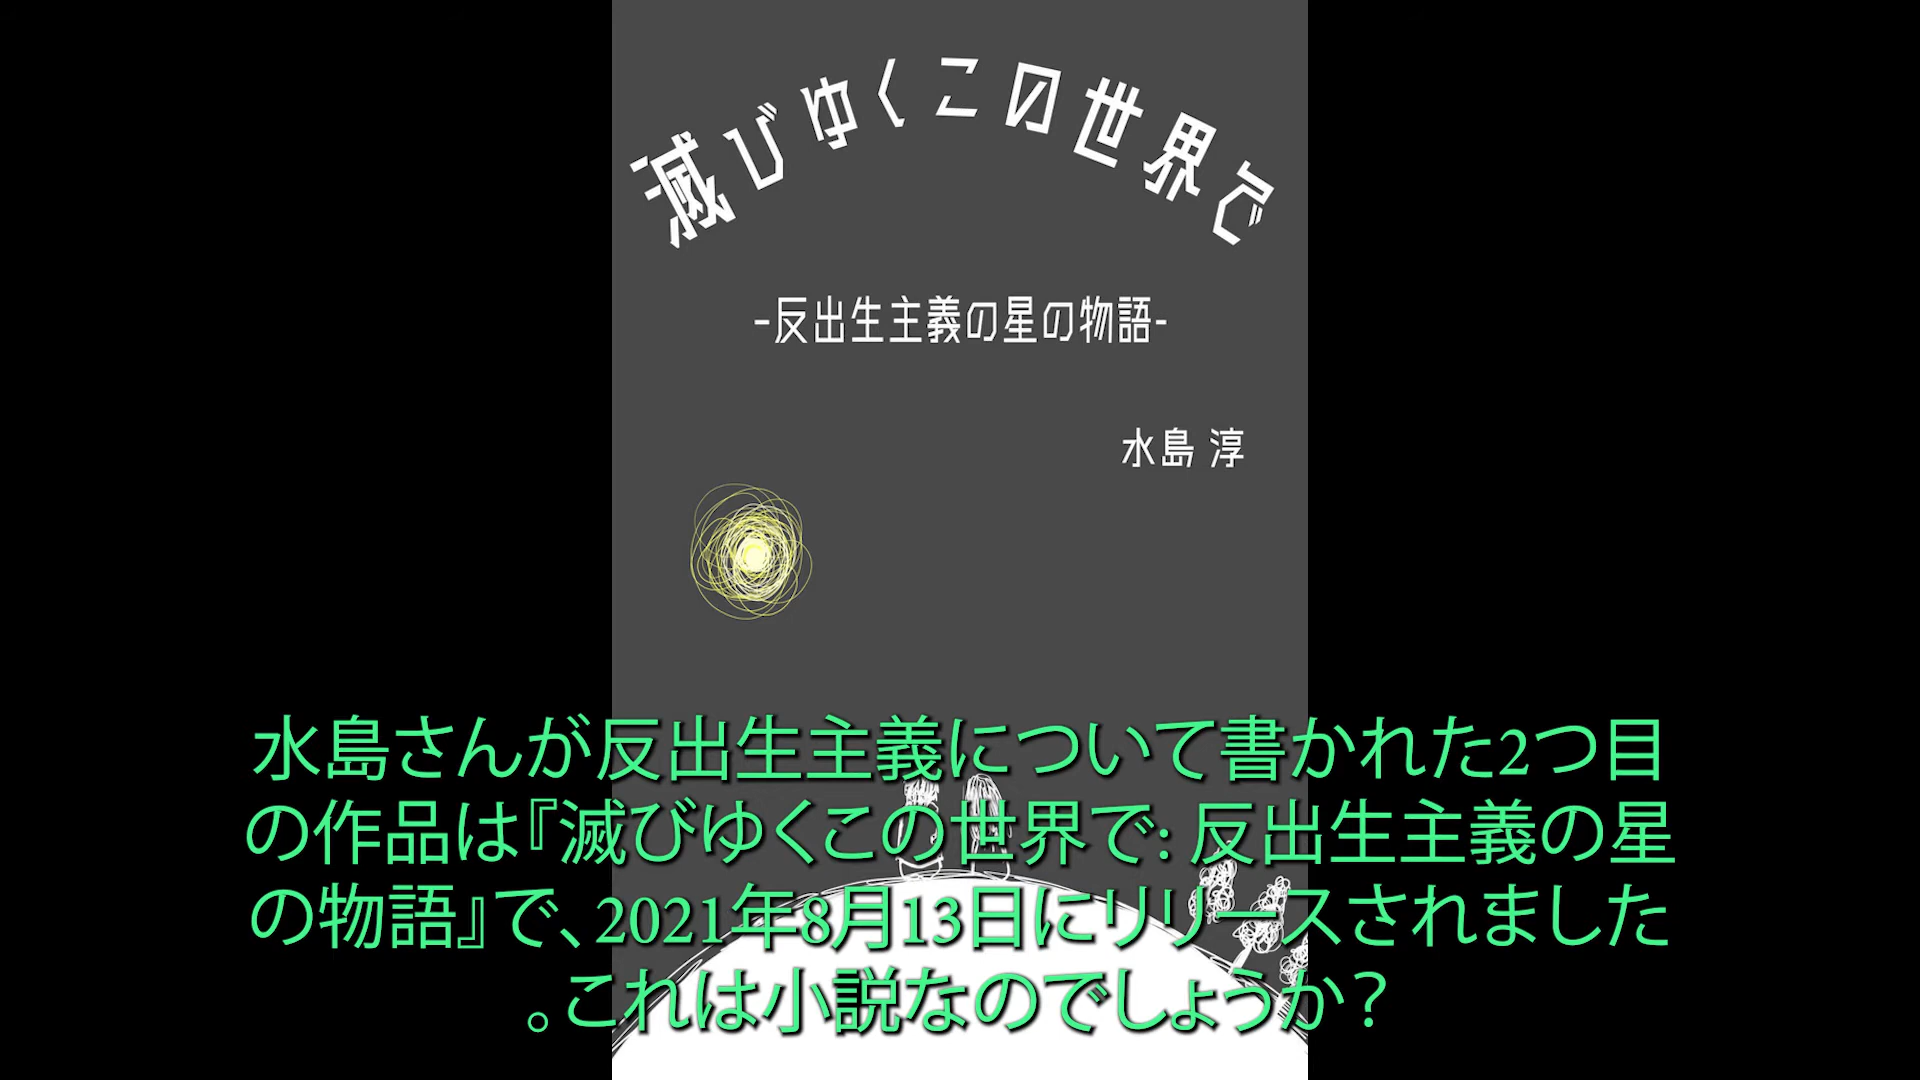 滅びゆくこの世界で
-反出生主義の星の物語-
水島 淳
水島さんが反出生主義について書かれた2つ目
の作品は『滅びゆくこの世界で: 反出生主義の星
の物語』で、2021年8月13日にリリースされました
。これは小説なのでしょうか?